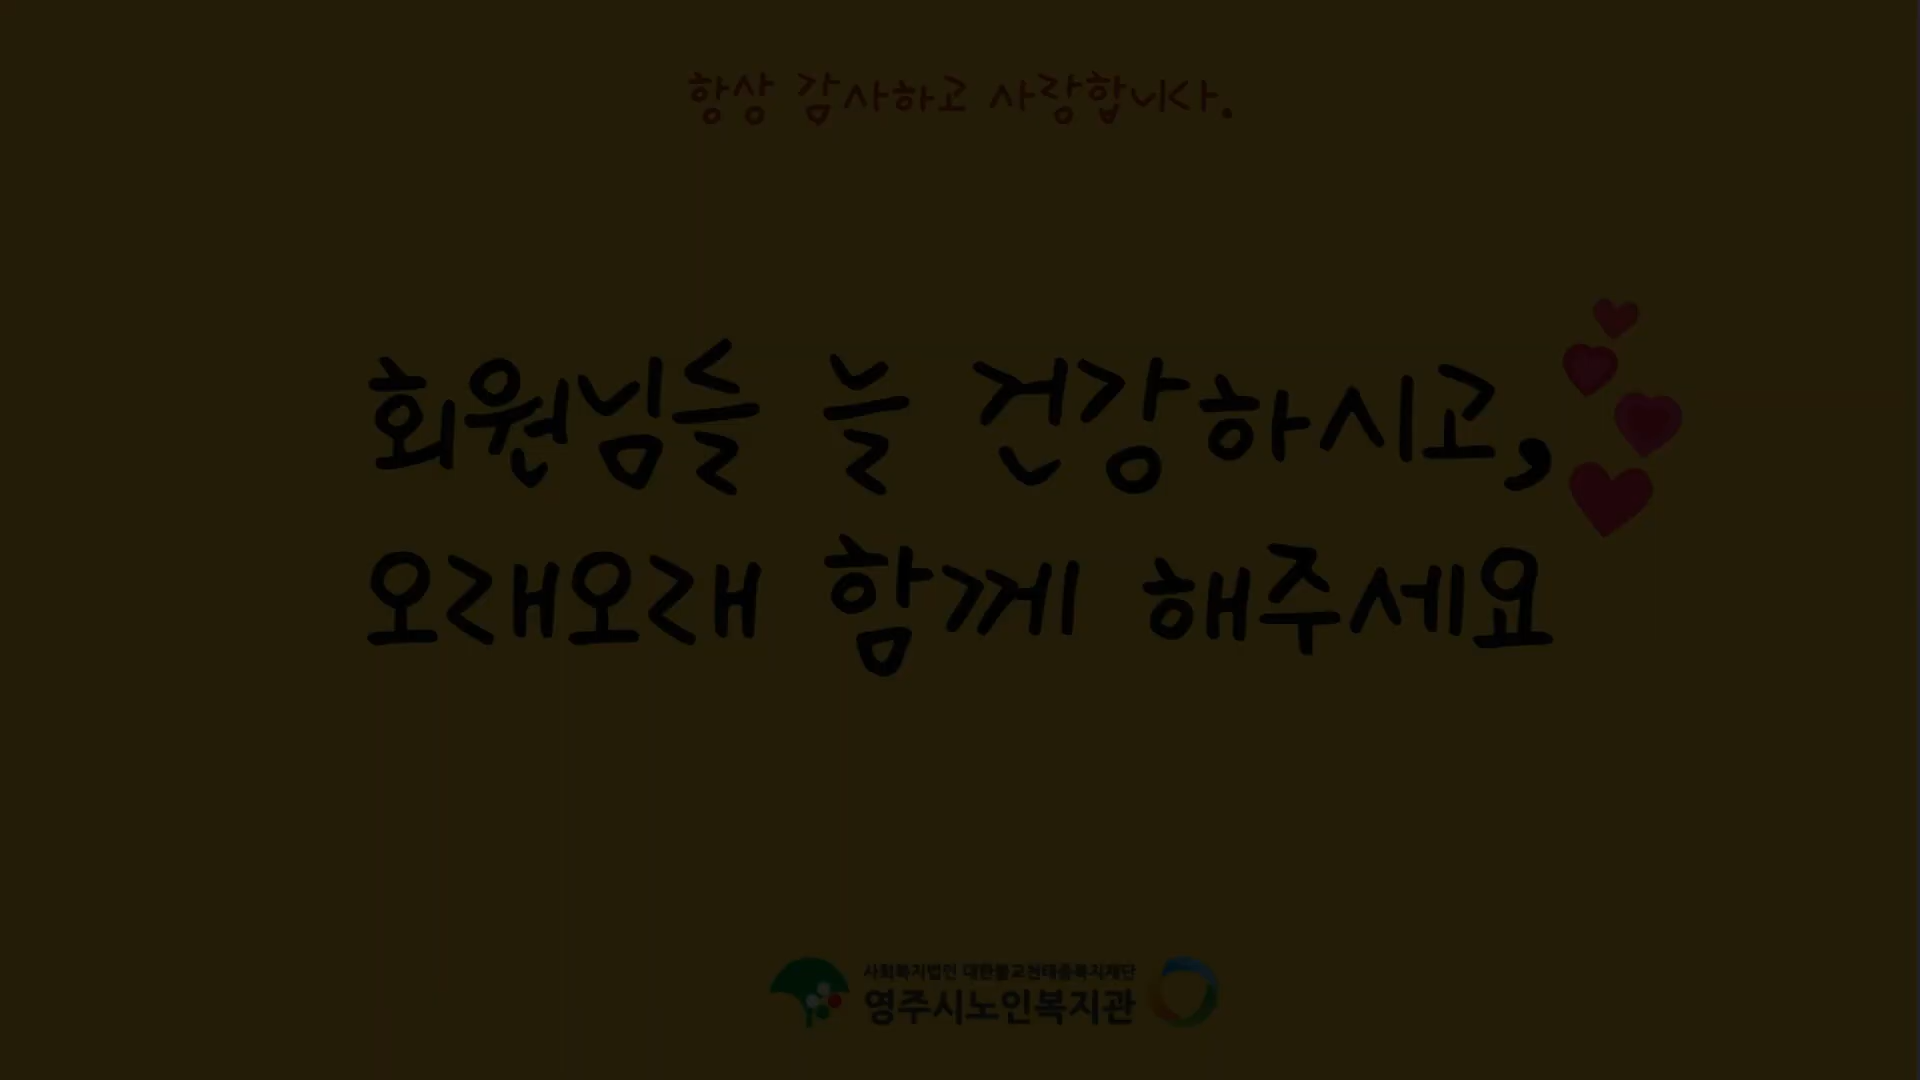 항상 감사하고 사랑합니다.
회원님들 늘 건강하시고,
오래오래 함께 해주세요
사회복지법인 대한불교천태종복지재단
영주시노인복지관